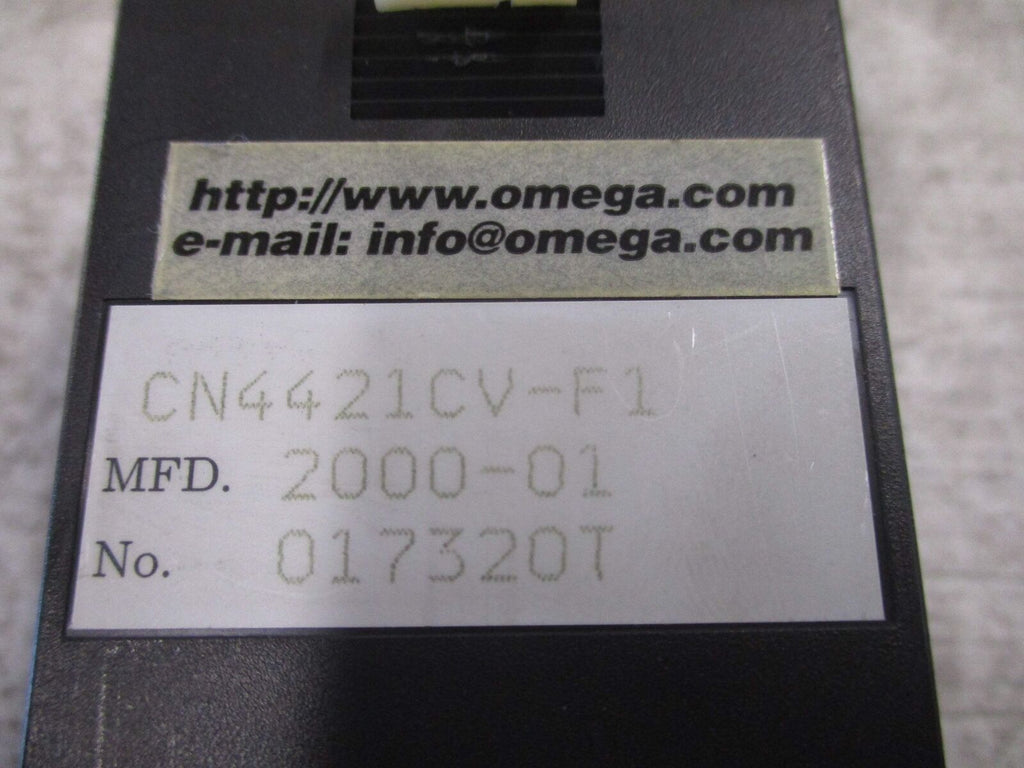 http://www.omega.com
e-mail: info@omega.com
CN4421CV-F1
MFD. 2000-01
No. 017320T